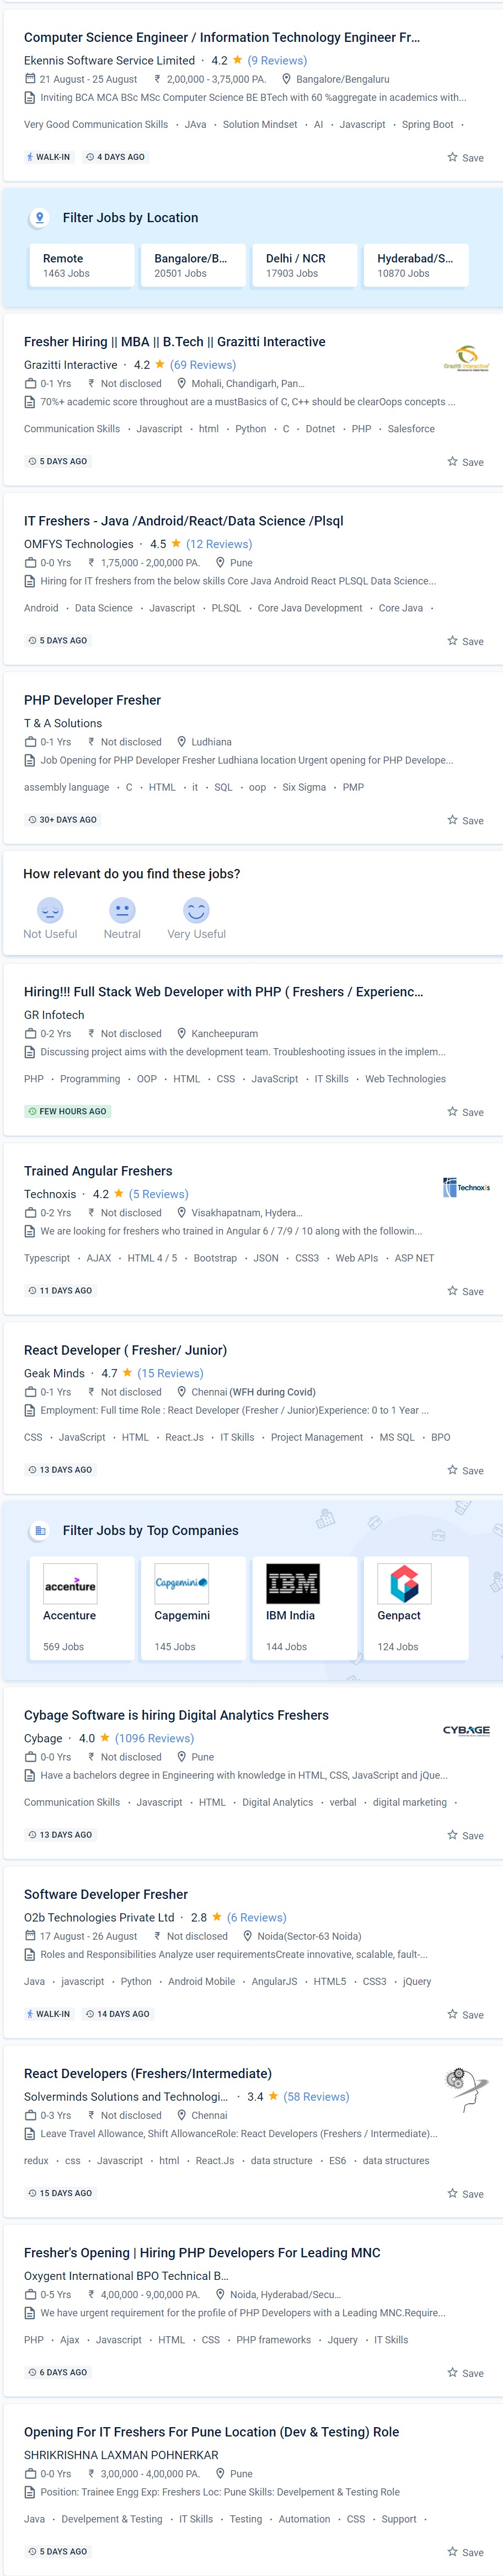 Computer Science Engineer / Information Technology Engineer Fr...
Ekennis Software Service Limited · 4.2 ★ (9 Reviews)
21 August - 25 August ₹ 2,00,000 - 3,75,000 PA. Bangalore/Bengaluru
Inviting BCA MCA BSc MSc Computer Science BE BTech with 60 %aggregate in academics with...
Very Good Communication Skills · JAva · Solution Mindset · AI · Javascript · Spring Boot ·
WALK-IN 4 DAYS AGO Save
Filter Jobs by Location
Remote Bangalore/B... Delhi / NCR Hyderabad/S...
1463 Jobs 20501 Jobs 17903 Jobs 10870 Jobs
Fresher Hiring || MBA || B.Tech || Grazitti Interactive
Grazitti Interactive · 4.2 ★ (69 Reviews)
0-1 Yrs ₹ Not disclosed Mohali, Chandigarh, Pan...
70%+ academic score throughout are a mustBasics of C, C++ should be clearOops concepts ...
Communication Skills · Javascript · html · Python · C · Dotnet · PHP · Salesforce
5 DAYS AGO Save
IT Freshers - Java /Android/React/Data Science /Plsql
OMFYS Technologies · 4.5 ★ (12 Reviews)
0-0 Yrs ₹ 1,75,000 - 2,00,000 PA. Pune
Hiring for IT freshers from the below skills Core Java Android React PLSQL Data Science...
Android · Data Science · Javascript · PLSQL · Core Java Development · Core Java ·
5 DAYS AGO Save
PHP Developer Fresher
T & A Solutions
0-1 Yrs ₹ Not disclosed Ludhiana
Job Opening for PHP Developer Fresher Ludhiana location Urgent opening for PHP Develope...
assembly language · C · HTML · it · SQL · oop · Six Sigma · PMP
30+ DAYS AGO Save
How relevant do you find these jobs?
Not Useful Neutral Very Useful
Hiring!!! Full Stack Web Developer with PHP ( Freshers / Experienc...
GR Infotech
0-2 Yrs ₹ Not disclosed Kancheepuram
Discussing project aims with the development team. Troubleshooting issues in the implem...
PHP · Programming · OOP · HTML · CSS · JavaScript · IT Skills · Web Technologies
FEW HOURS AGO Save
Trained Angular Freshers
Technoxis
Technoxis · 4.2 ★ (5 Reviews)
0-2 Yrs ₹ Not disclosed Visakhapatnam, Hydera...
We are looking for freshers who trained in Angular 6 / 7/9 / 10 along with the followin...
Typescript · AJAX · HTML 4 / 5 · Bootstrap · JSON · CSS3 · Web APIs · ASP NET
11 DAYS AGO Save
React Developer ( Fresher/ Junior)
Geak Minds · 4.7 ★ (15 Reviews)
0-1 Yrs ₹ Not disclosed Chennai (WFH during Covid)
Employment: Full time Role : React Developer (Fresher / Junior)Experience: 0 to 1 Year ...
CSS · JavaScript · HTML · React.Js · IT Skills · Project Management · MS SQL · BPO
13 DAYS AGO Save
Filter Jobs by Top Companies
accenture Capgemini IBM
Accenture Capgemini IBM India Genpact
569 Jobs 145 Jobs 144 Jobs 124 Jobs
Cybage Software is hiring Digital Analytics Freshers
CYBAGE
Cybage · 4.0 ★ (1096 Reviews)
0-0 Yrs ₹ Not disclosed Pune
Have a bachelors degree in Engineering with knowledge in HTML, CSS, JavaScript and jQue...
Communication Skills · Javascript · HTML · Digital Analytics · verbal · digital marketing ·
13 DAYS AGO Save
Software Developer Fresher
O2b Technologies Private Ltd · 2.8 ★ (6 Reviews)
17 August - 26 August ₹ Not disclosed Noida(Sector-63 Noida)
Roles and Responsibilities Analyze user requirementsCreate innovative, scalable, fault-...
Java · javascript · Python · Android Mobile · AngularJS · HTML5 · CSS3 · jQuery
WALK-IN 14 DAYS AGO Save
React Developers (Freshers/Intermediate)
Solverminds Solutions and Technologi... · 3.4 ★ (58 Reviews)
0-3 Yrs ₹ Not disclosed Chennai
Leave Travel Allowance, Shift AllowanceRole: React Developers (Freshers / Intermediate)...
redux · css · Javascript · html · React.Js · data structure · ES6 · data structures
15 DAYS AGO Save
Fresher's Opening | Hiring PHP Developers For Leading MNC
Oxygent International BPO Technical B...
0-5 Yrs ₹ 4,00,000 - 9,00,000 PA. Noida, Hyderabad/Secu...
We have urgent requirement for the profile of PHP Developers with a Leading MNC.Require...
PHP · Ajax · Javascript · HTML · CSS · PHP frameworks · Jquery · IT Skills
6 DAYS AGO Save
Opening For IT Freshers For Pune Location (Dev & Testing) Role
SHRIKRISHNA LAXMAN POHNERKAR
0-0 Yrs ₹ 3,00,000 - 4,00,000 PA. Pune
Position: Trainee Engg Exp: Freshers Loc: Pune Skills: Develpement & Testing Role
Java · Develpement & Testing · IT Skills · Testing · Automation · CSS · Support ·
5 DAYS AGO Save